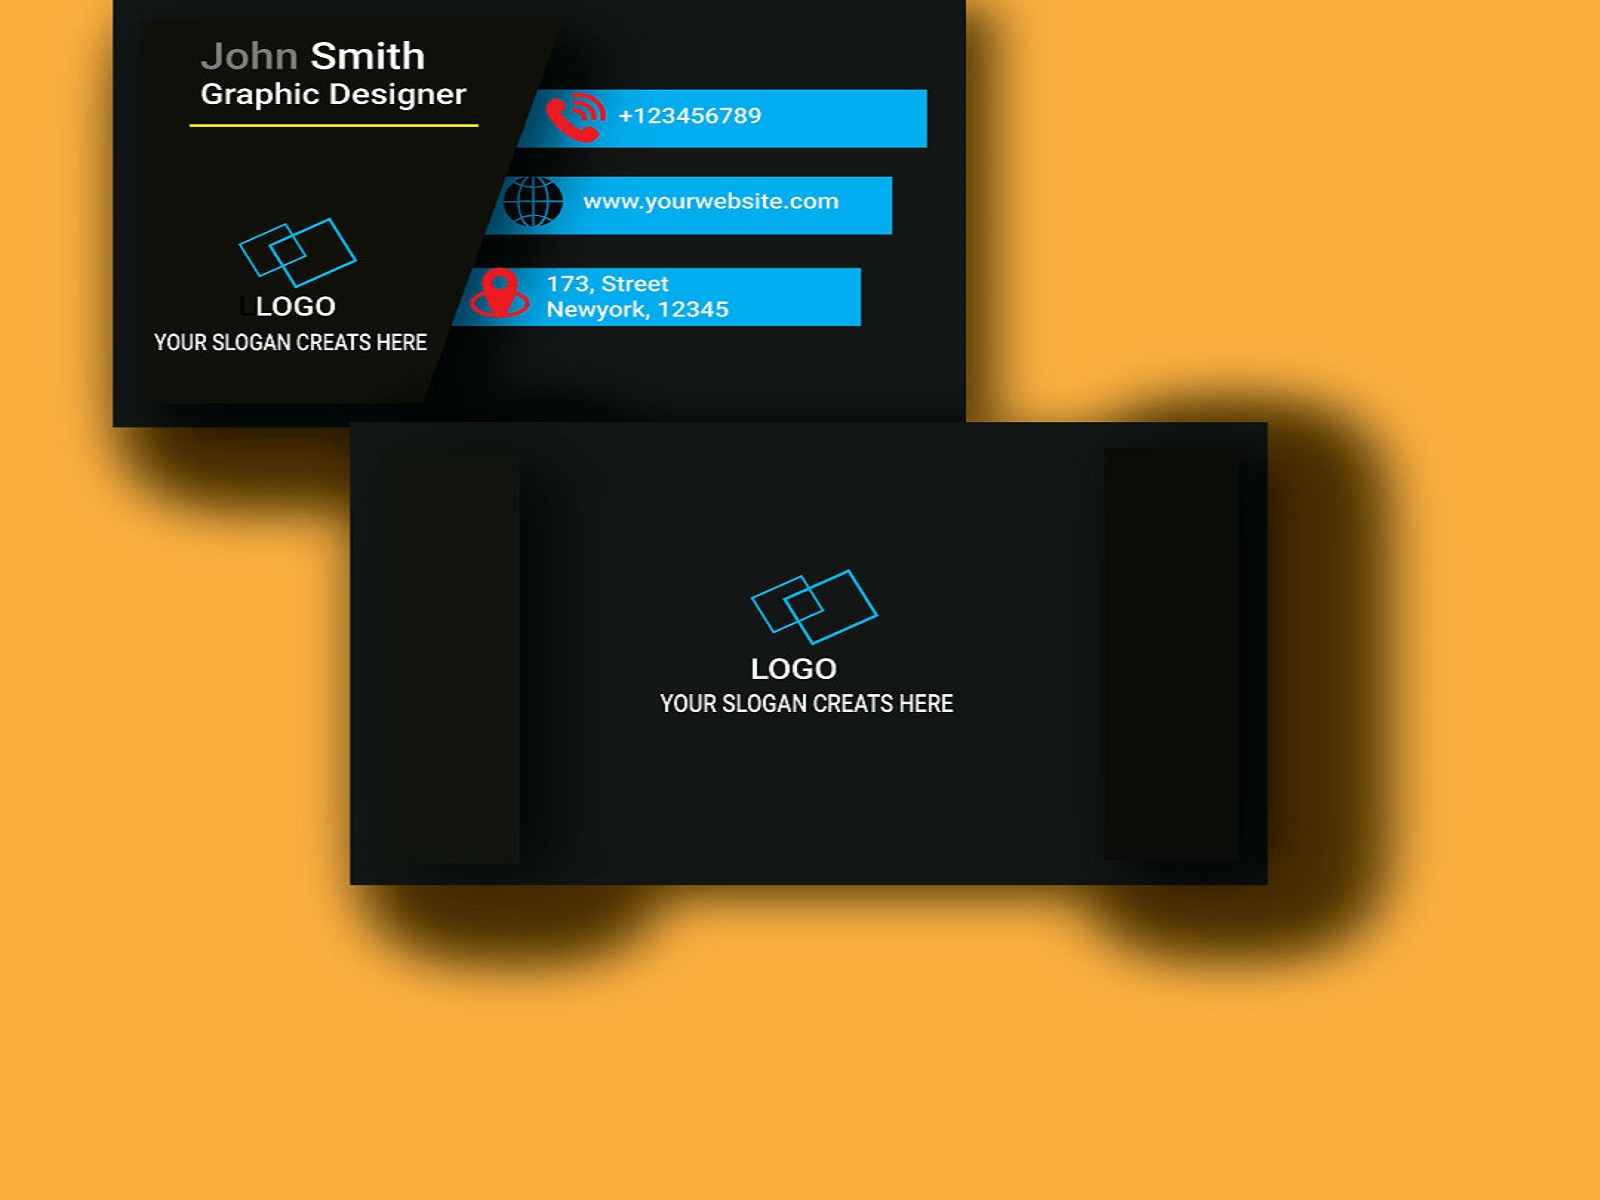 John Smith
Graphic Designer
+123456789
www.yourwebsite.com
173, Street
Newyork, 12345
LLOGO
YOUR SLOGAN CREATS HERE
LOGO
YOUR SLOGAN CREATS HERE